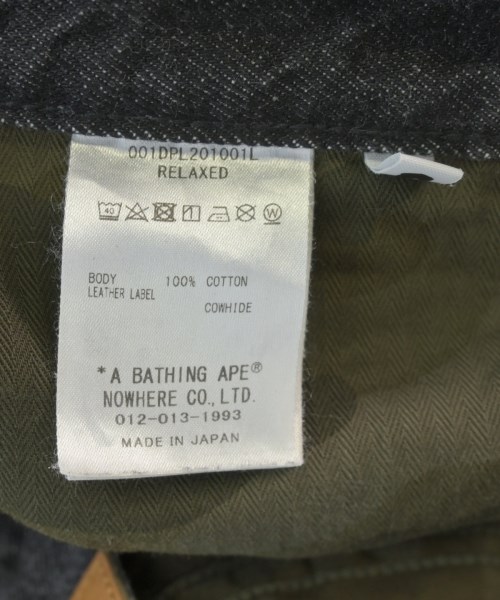 001DPL201001L
RELAXED
40 W
BODY 100% COTTON
LEATHER LABEL
COWHIDE
*A BATHING APE®
NOWHERE CO., LTD.
012-013-1993
MADE IN JAPAN